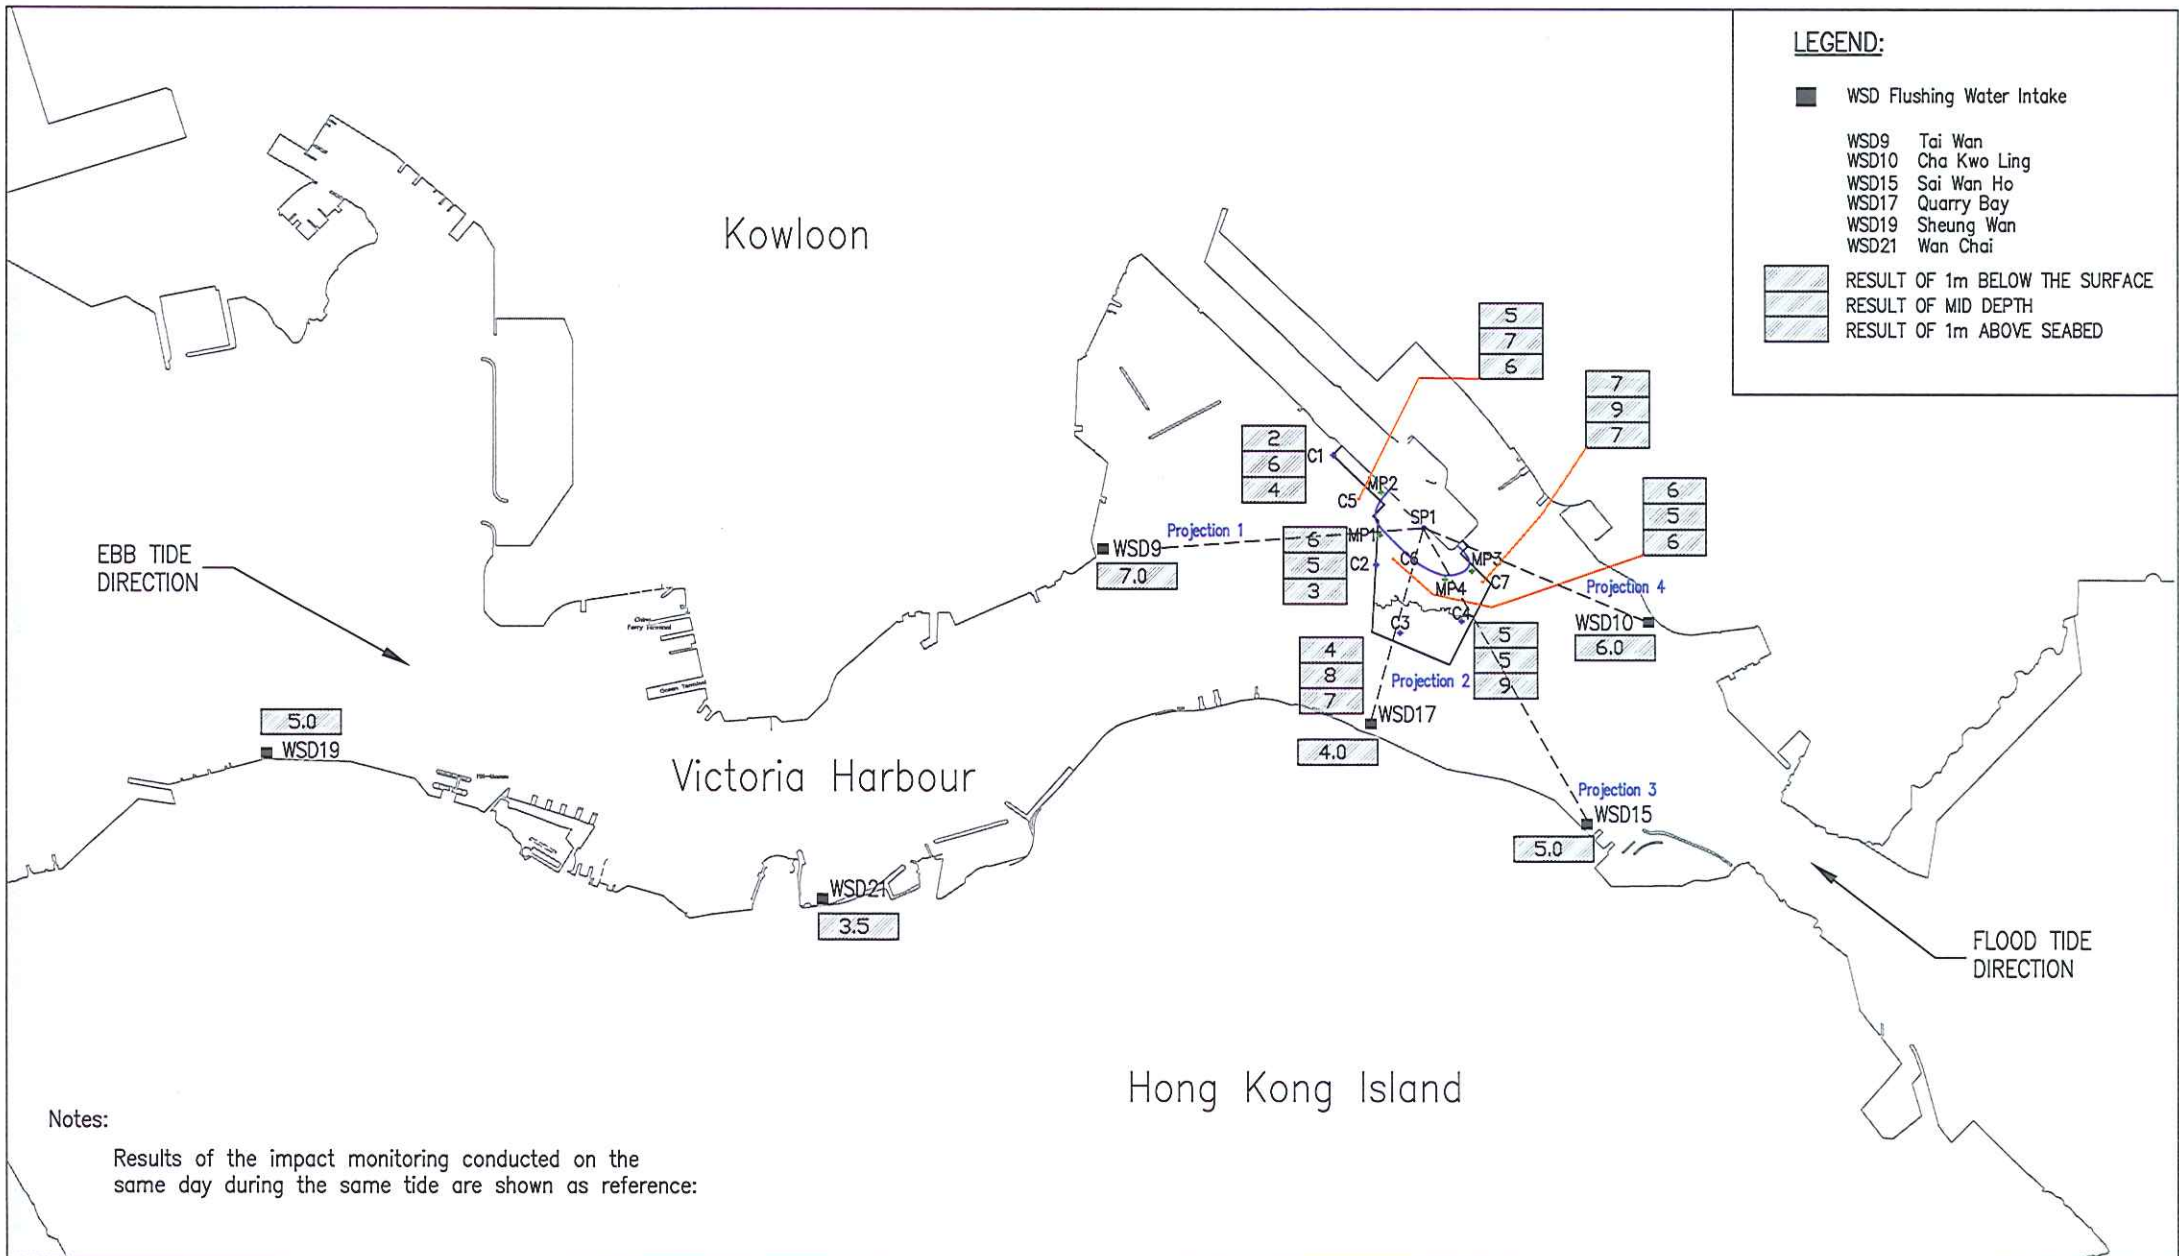 LEGEND:
WSD Flushing Water Intake
WSD9 Tai Wan
WSD10 Cha Kwo Ling
WSD15 Sai Wan Ho
WSD17 Quarry Bay
WSD19 Sheung Wan
WSD21 Wan Chai
RESULT OF 1m BELOW THE SURFACE
RESULT OF MID DEPTH
RESULT OF 1m ABOVE SEABED
Kowloon
5
7
6
7
9
7
2
6
4
C1
C5
MP2
6
5
6
SP1
Projection 1
WSD9
7.0
6
5
3
MP1
C2
C6
MP3
C7
MP4
Projection 4
C3
C4
WSD10
6.0
EBB TIDE
DIRECTION
China
Ferry Terminal
Ocean Terminal
4
8
7
5
5
9
Projection 2
WSD17
4.0
5.0
WSD19
Victoria Harbour
Projection 3
WSD15
5.0
WSD21
3.5
FLOOD TIDE
DIRECTION
Hong Kong Island
Notes:
Results of the impact monitoring conducted on the
same day during the same tide are shown as reference: